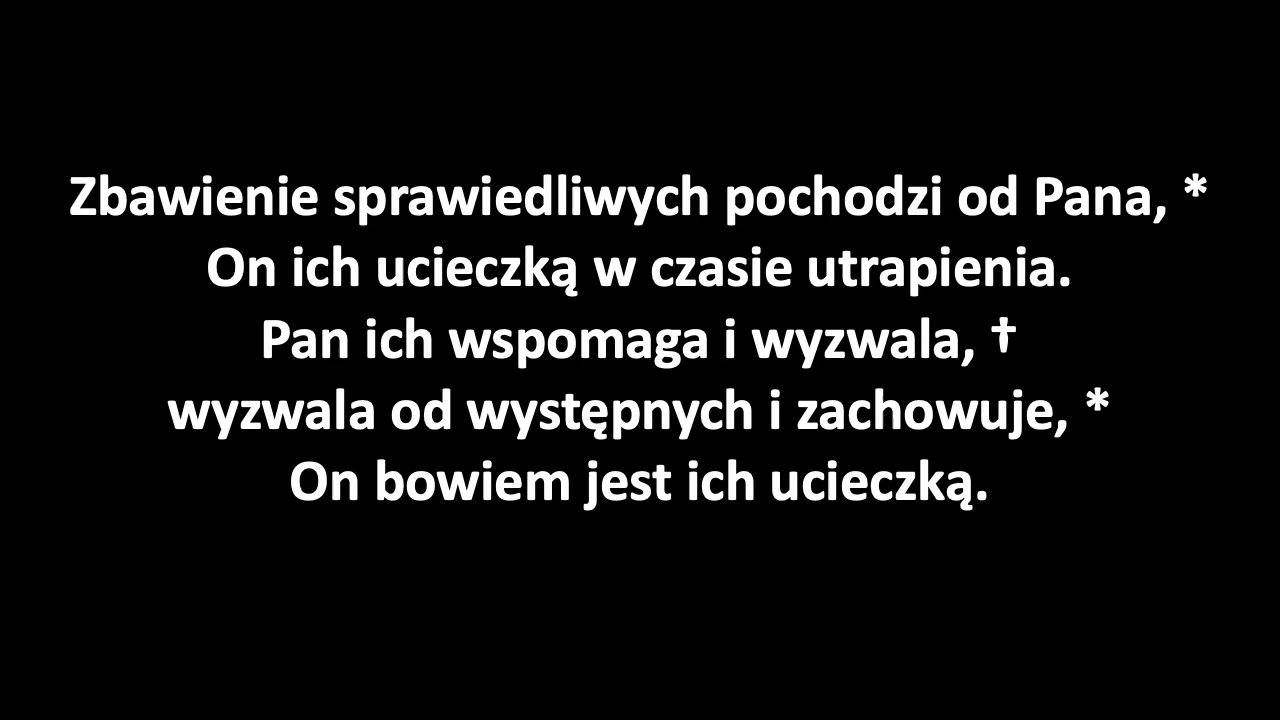 Zbawienie sprawiedliwych pochodzi od Pana, *
On ich ucieczką w czasie utrapienia.
Pan ich wspomaga i wyzwala, †
wyzwala od występnych i zachowuje, *
On bowiem jest ich ucieczką.